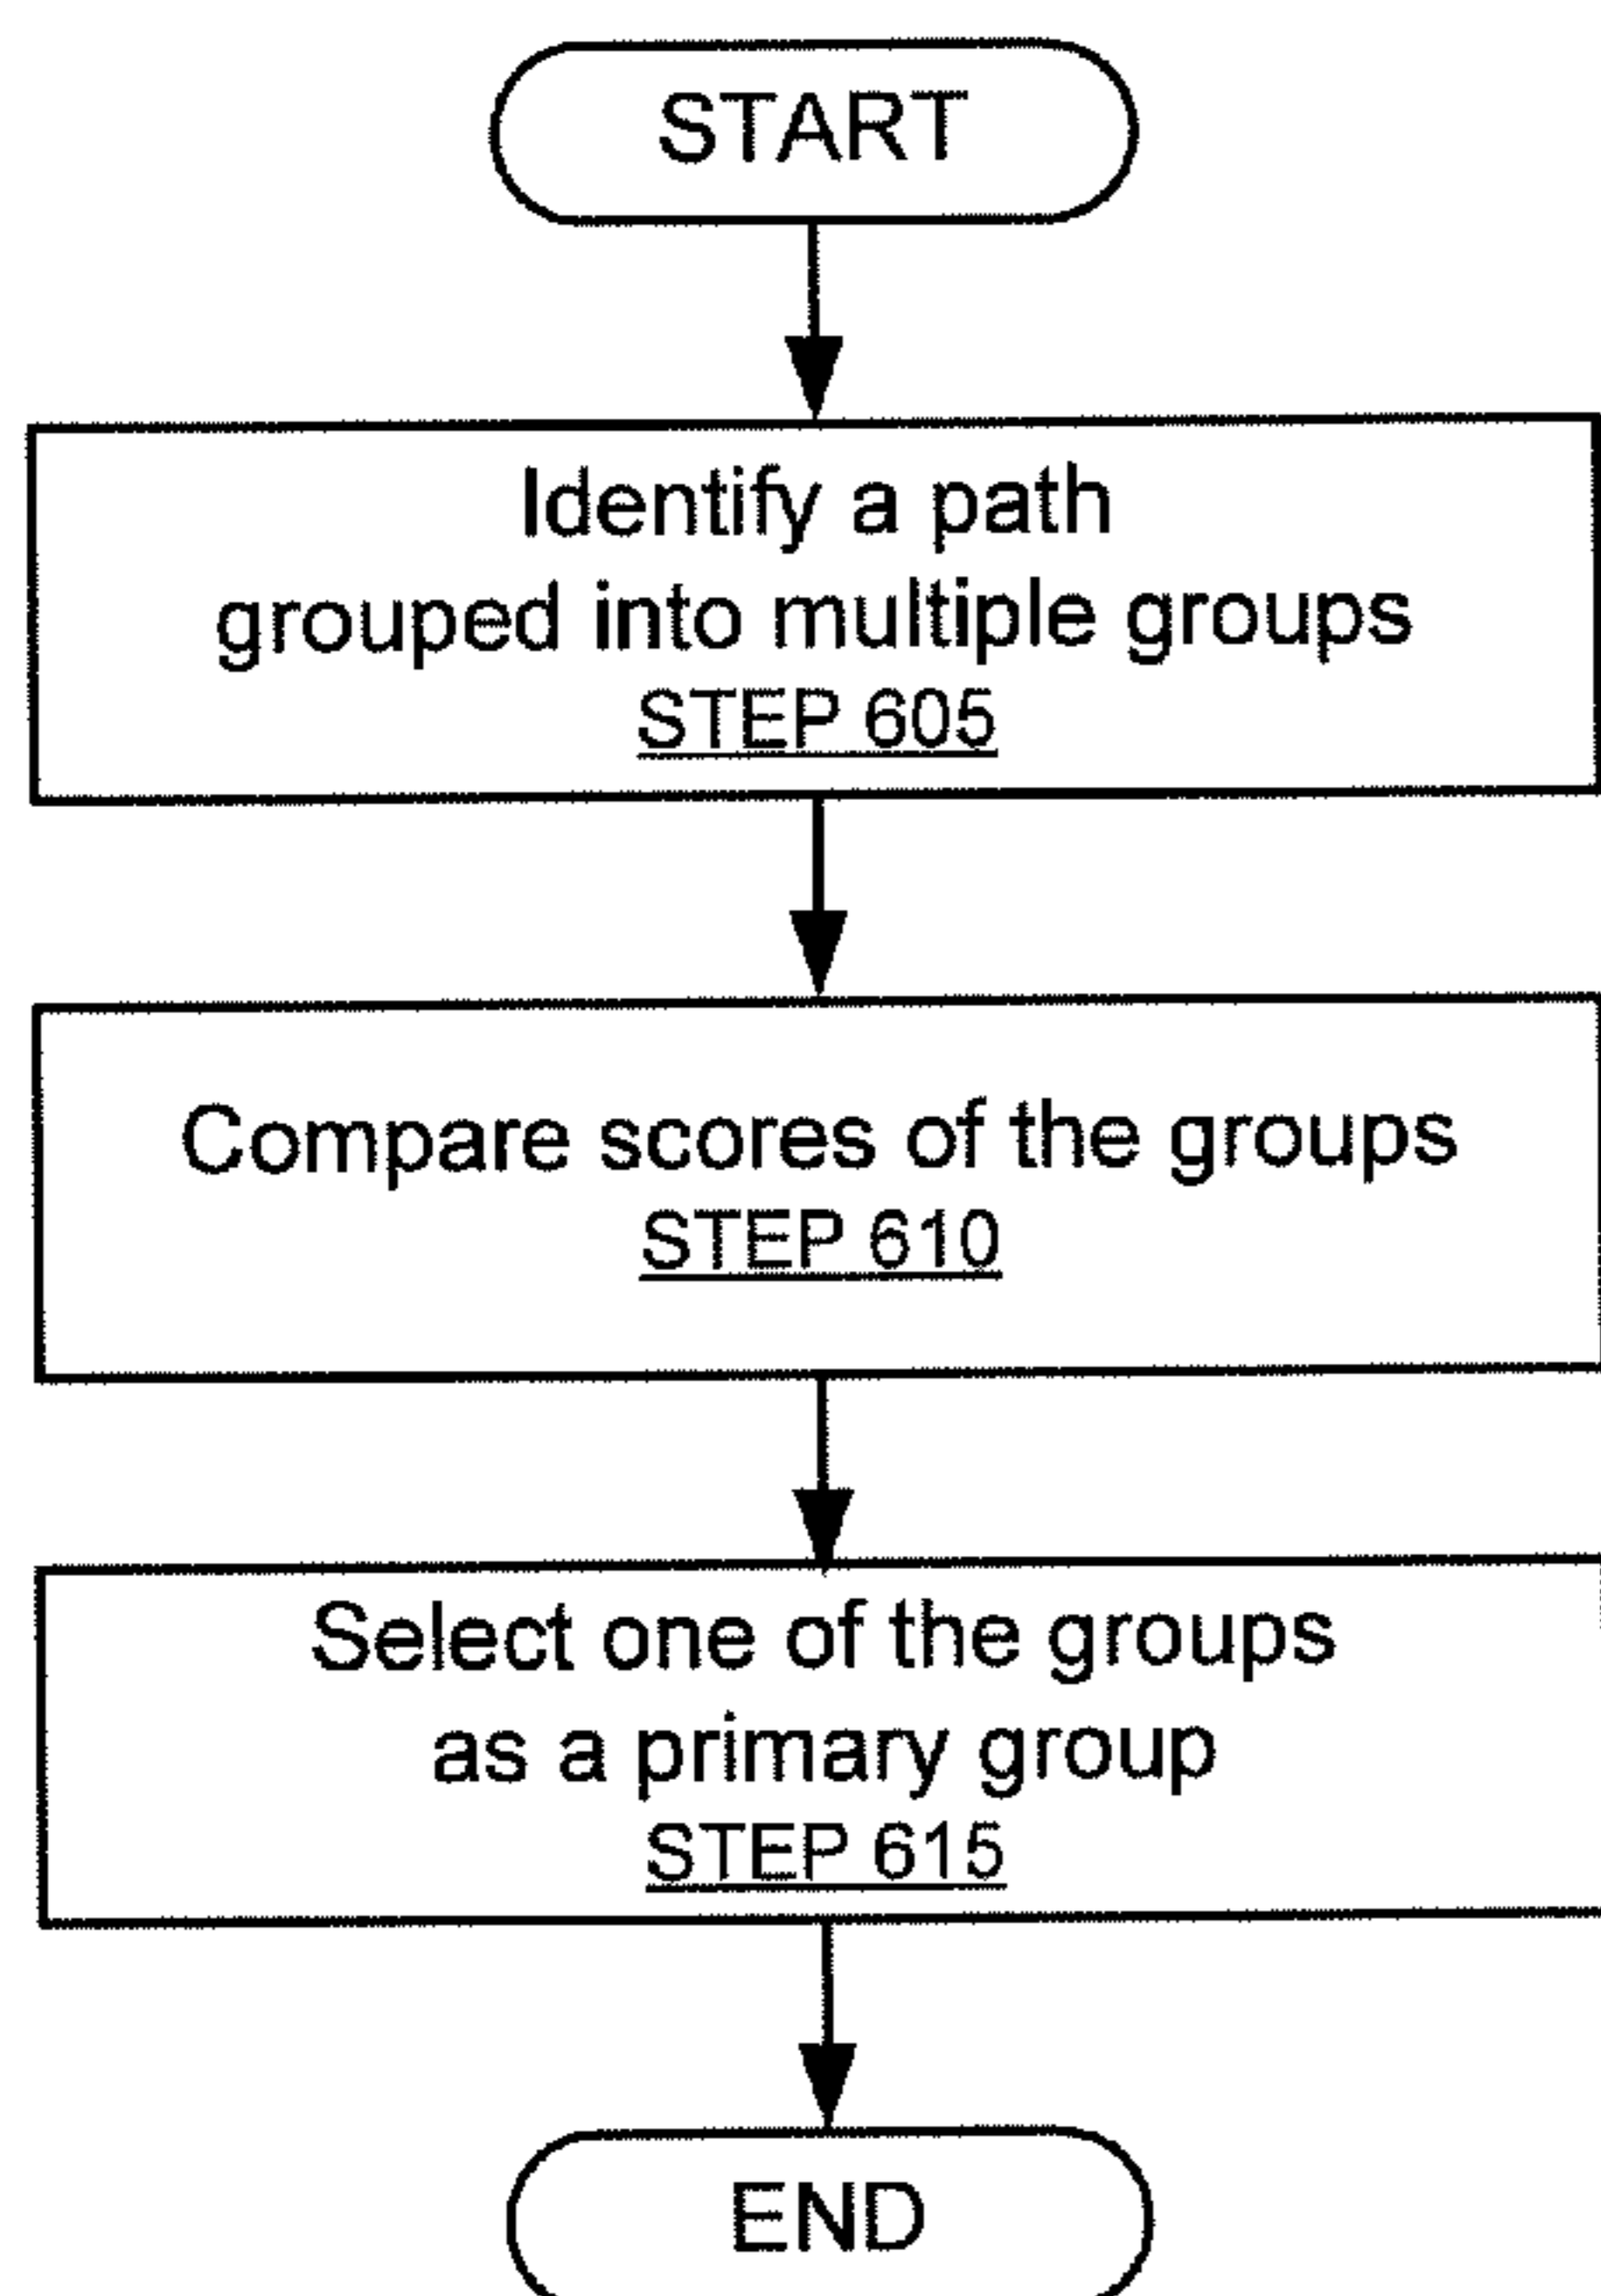 START
Identify a path
grouped into multiple groups
STEP 605
Compare scores of the groups
STEP 610
Select one of the groups
as a primary group
STEP 615
END